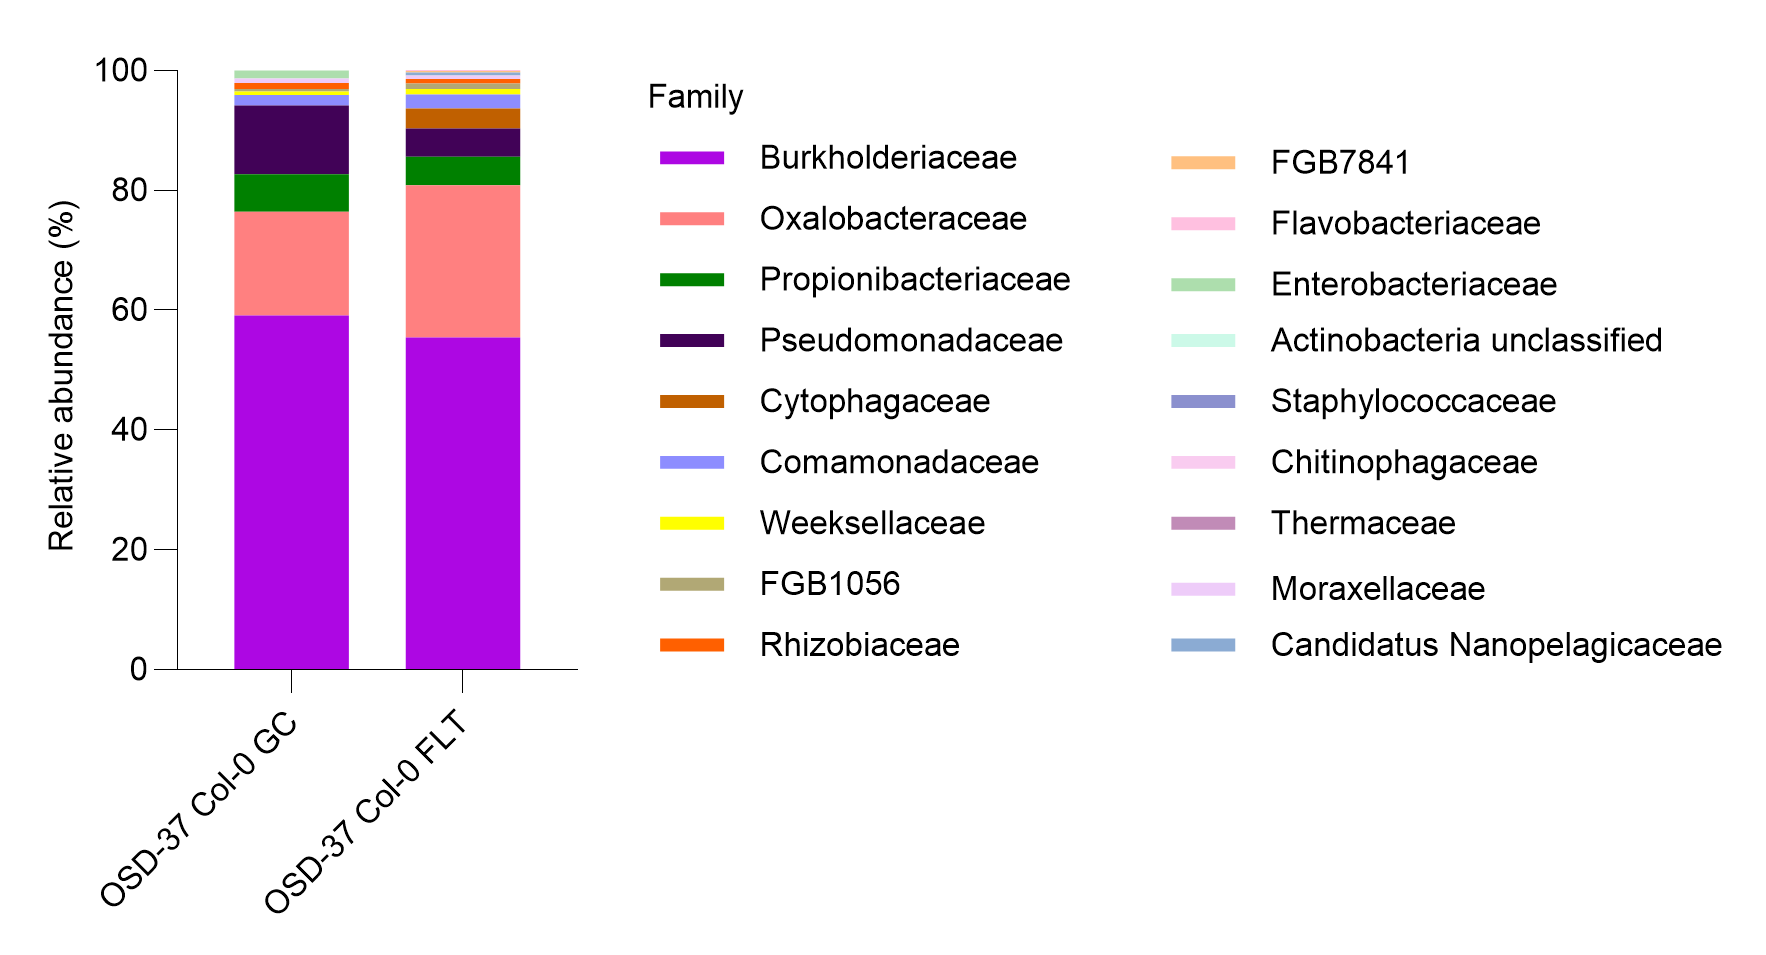 100
80
60
40
20
0
Relative abundance (%)
OSD-37 Col-0 GC
OSD-37 Col-0 FLT
Family
Burkholderiaceae
Oxalobacteraceae
Propionibacteriaceae
Pseudomonadaceae
Cytophagaceae
Comamonadaceae
Weeksellaceae
FGB1056
Rhizobiaceae
FGB7841
Flavobacteriaceae
Enterobacteriaceae
Actinobacteria unclassified
Staphylococcaceae
Chitinophagaceae
Thermaceae
Moraxellaceae
Candidatus Nanopelagicaceae